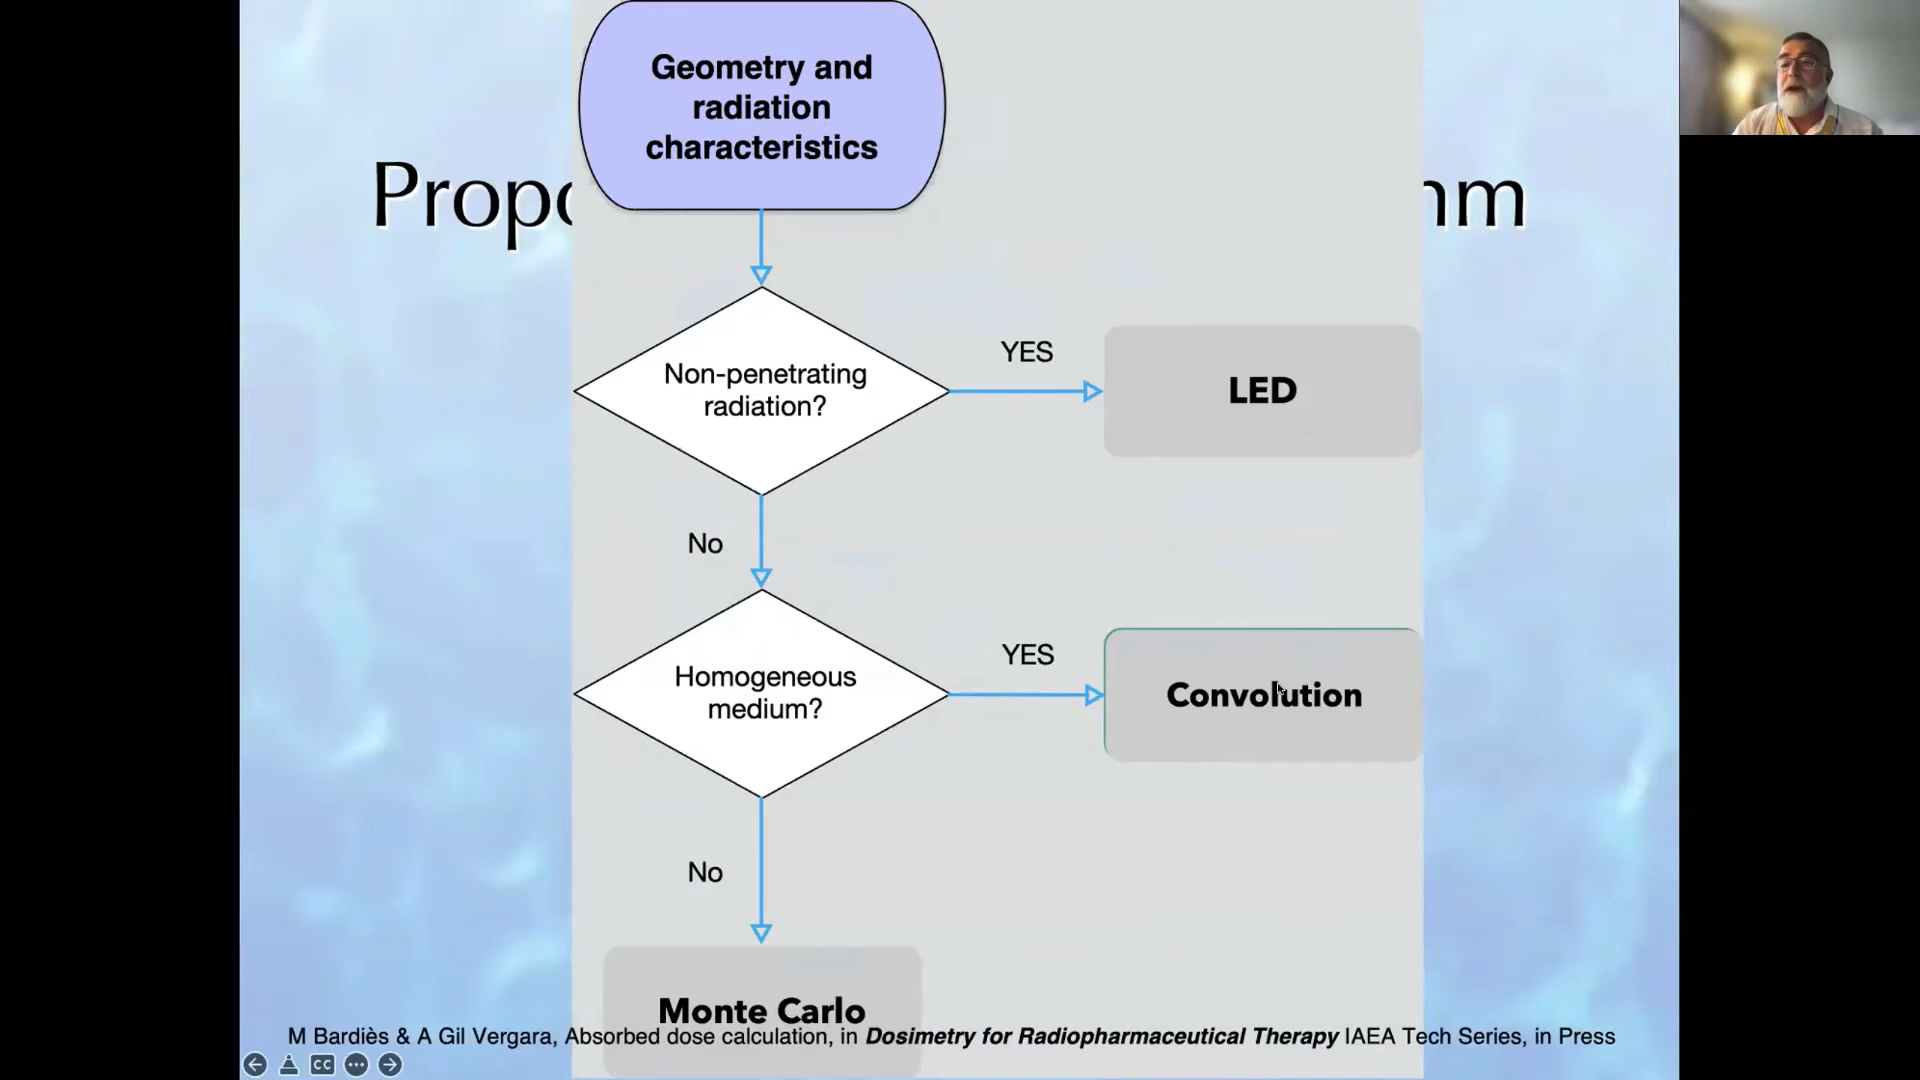 Geometry and
radiation
characteristics
Propo
hm
Non-penetrating
radiation?
YES
LED
No
Homogeneous
medium?
YES
Convolution
No
Monte Carlo
M Bardiès & A Gil Vergara, Absorbed dose calculation, in Dosimetry for Radiopharmaceutical Therapy IAEA Tech Series, in Press
CC